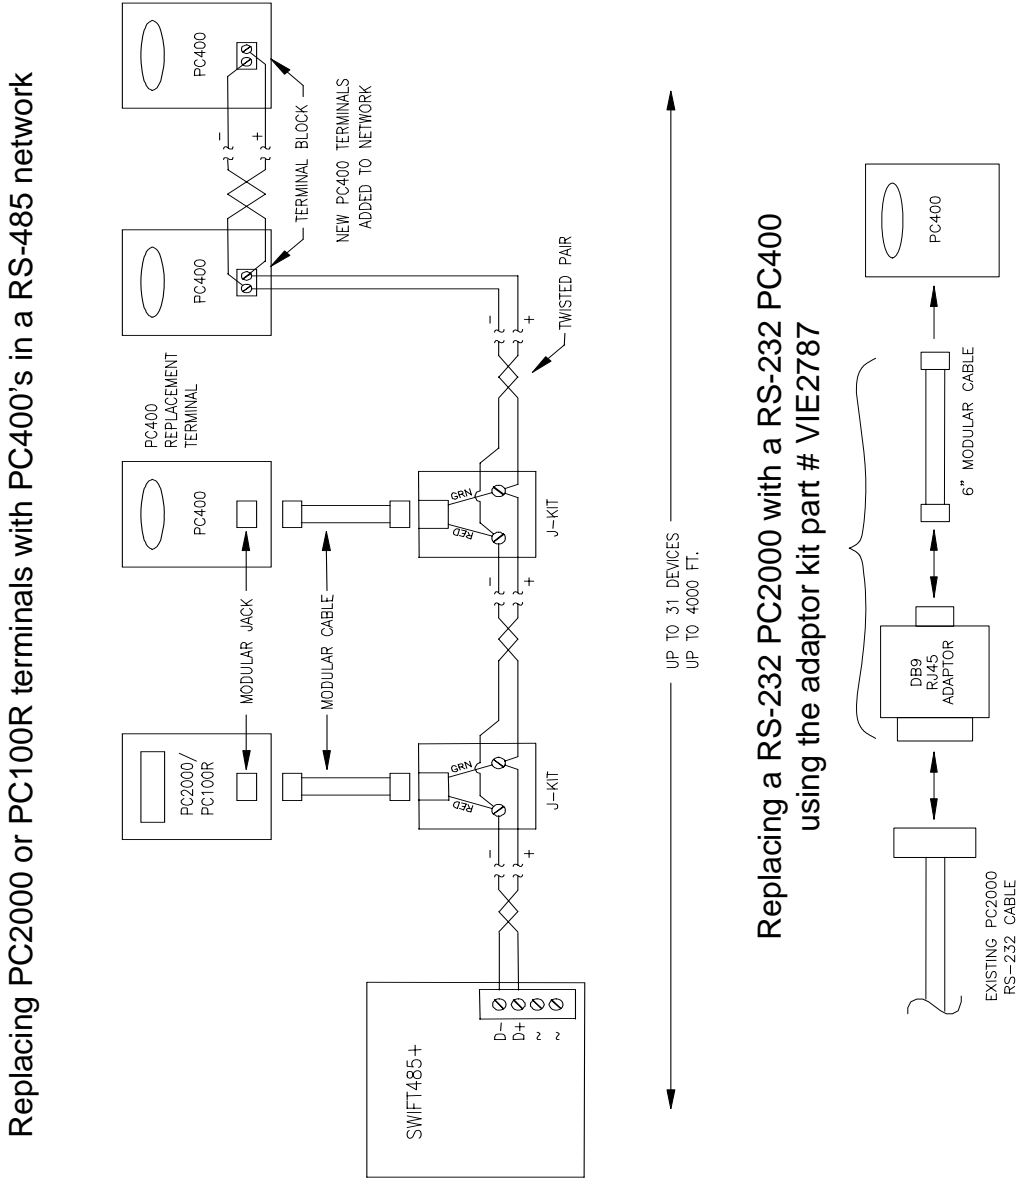 Replacing PC2000 or PC100R terminals with PC400's in a RS-485 network
SWIFT485+
D-
D+
~
~
-
+
PC2000/
PC100R
MODULAR JACK
MODULAR CABLE
RED
GRN
J-KIT
-
+
PC400
REPLACEMENT
TERMINAL
PC400
RED
GRN
J-KIT
-
+
TWISTED PAIR
PC400
-
+
PC400
TERMINAL BLOCK
NEW PC400 TERMINALS
ADDED TO NETWORK
UP TO 31 DEVICES
UP TO 4000 FT.
Replacing a RS-232 PC2000 with a RS-232 PC400
using the adaptor kit part # VIE2787
EXISTING PC2000
RS-232 CABLE
DB9
RJ45
ADAPTOR
6" MODULAR CABLE
PC400